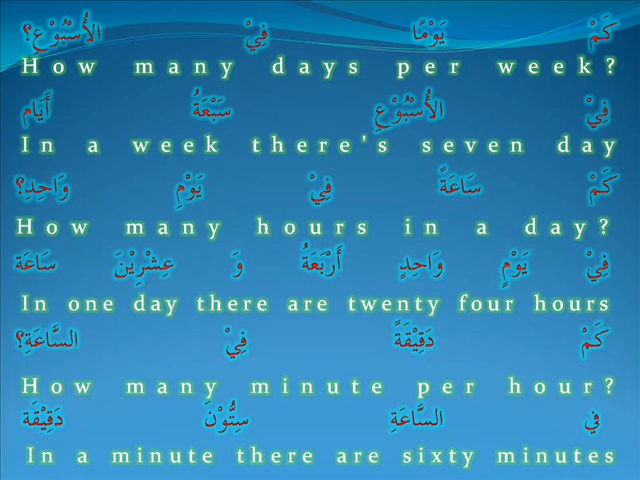 كَمْ يَوْمًا فِيْ الأُسْبُوْعِ؟
How many days per week?
فِيْ الأُسْبُوْعِ سَبْعَةُ أَيَام
In a week there's seven day
كَمْ سَاعَةً فِيْ يَوْمِ وَاحِدِ؟
How many hours in a day?
فِيْ يَوْمٍ وَاحِدٍ أَرْبَعَةُ وَ عِشْرِيْنَ سَاعَة
In one day there are twenty four hours
كَمْ دَقِيْقَةً فِيْ السَّاعَةِ؟
How many minute per hour?
في السَّاعَةِ سِتُّوْنَ دَقِيْقَة
In a minute there are sixty minutes